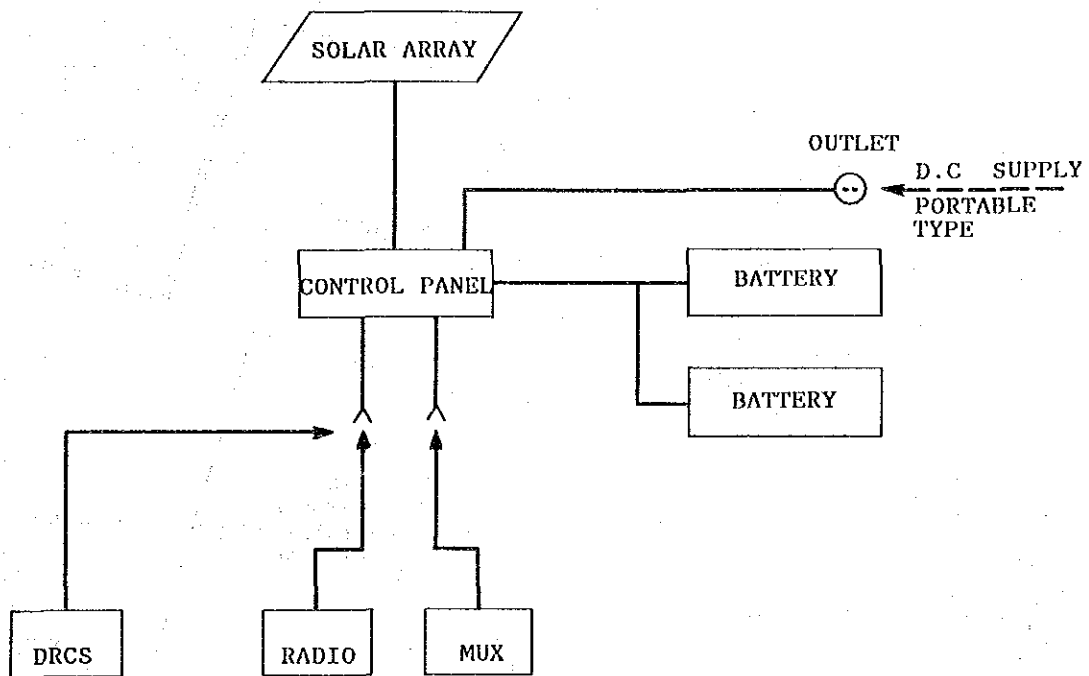 SOLAR ARRAY
OUTLET
D.C SUPPLY
PORTABLE
TYPE
CONTROL PANEL
BATTERY
BATTERY
DRCS
RADIO
MUX